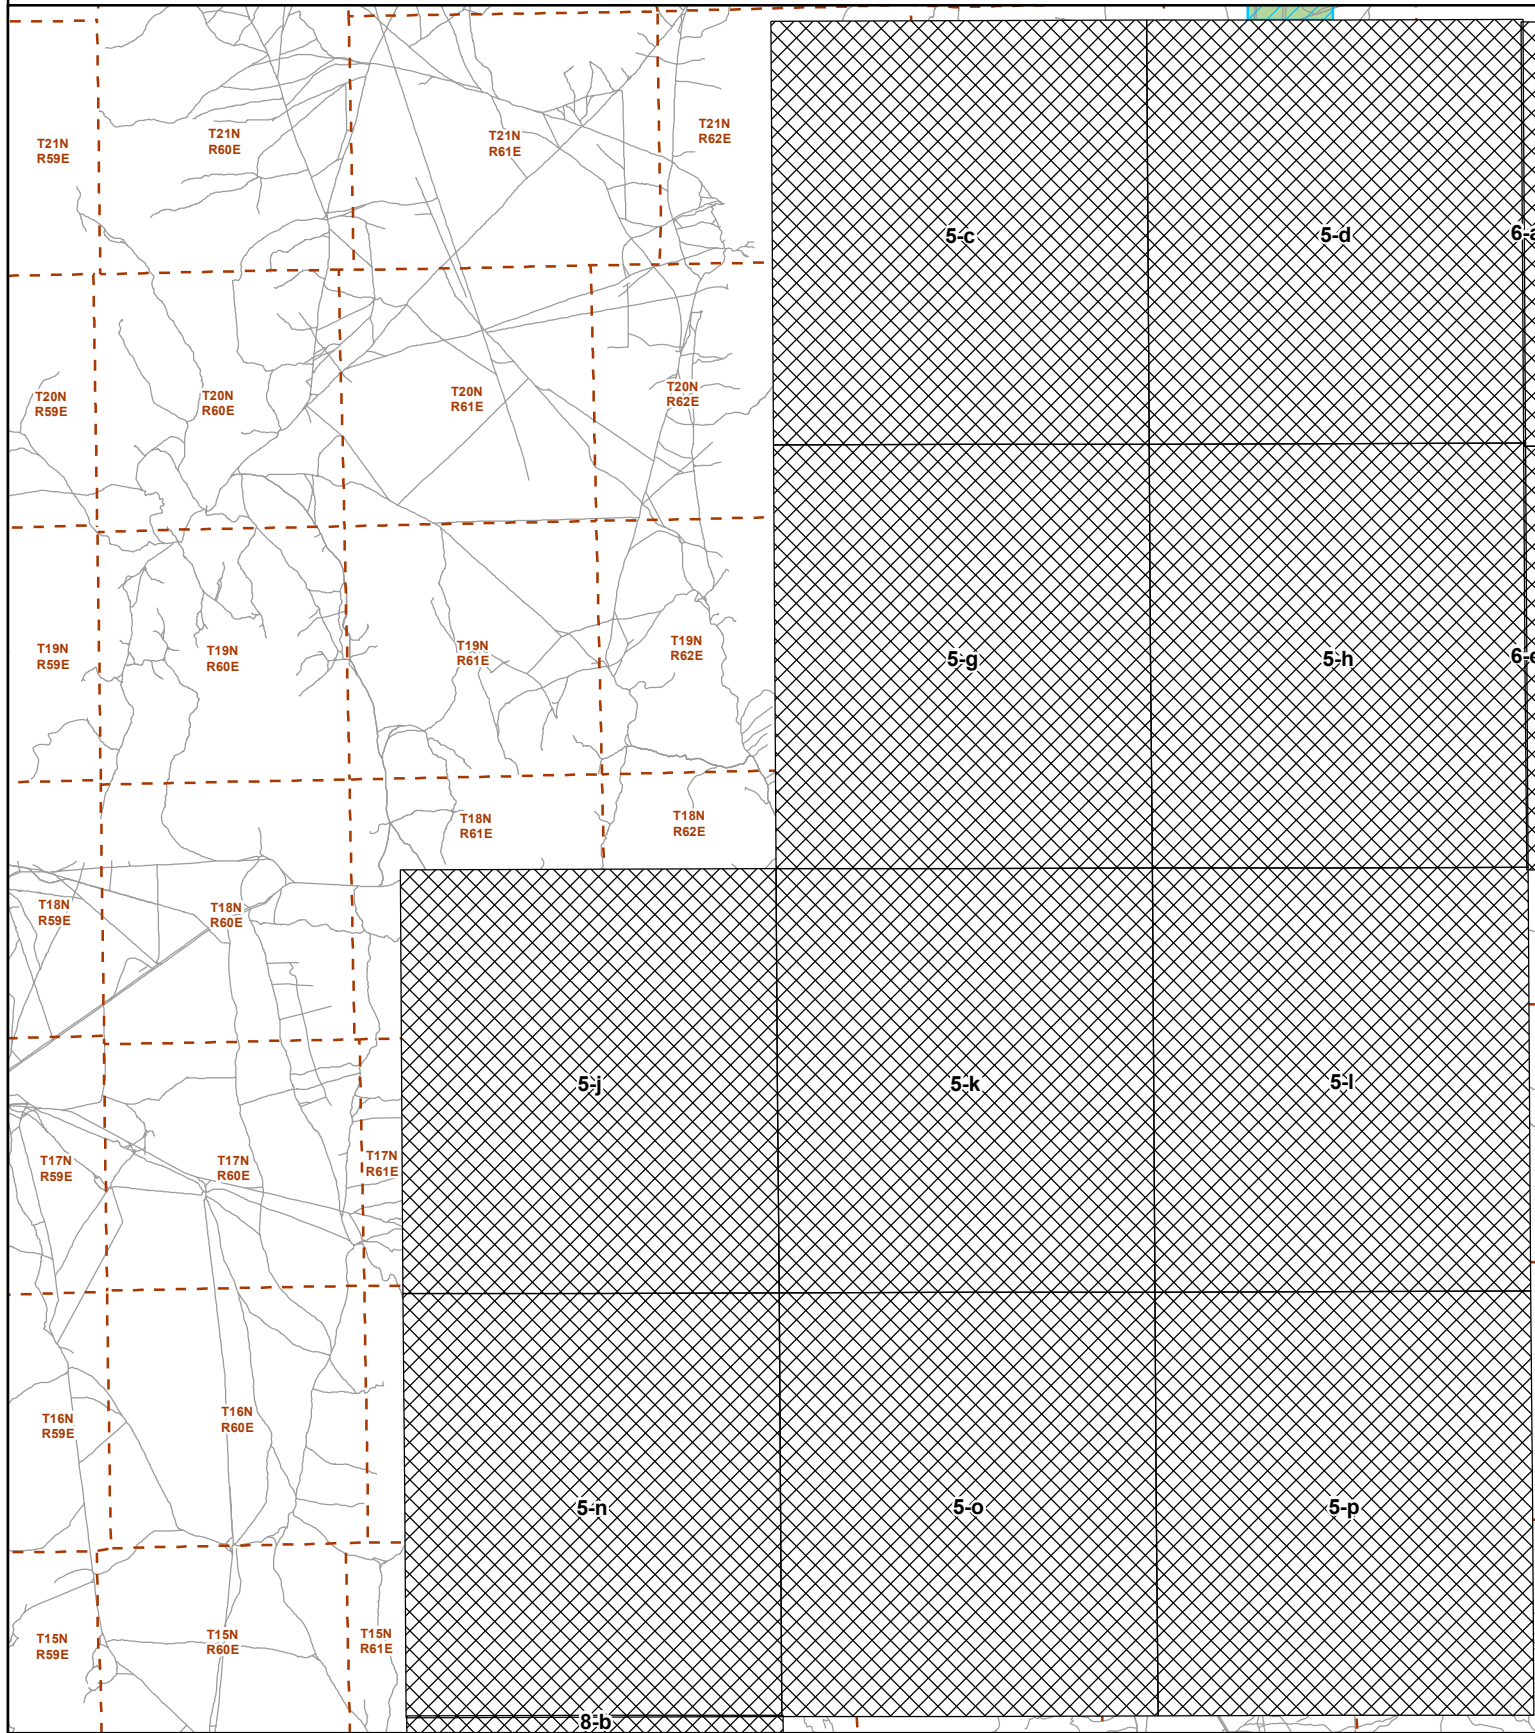 T21N
R59E
T21N
R60E
T21N
R61E
T21N
R62E
5-c
5-d
T20N
R59E
T20N
R60E
T20N
R61E
T20N
R62E
T19N
R59E
T19N
R60E
T19N
R61E
T19N
R62E
5-g
5-h
T18N
R61E
T18N
R62E
T18N
R59E
T18N
R60E
5-j
5-k
5-l
T17N
R59E
T17N
R60E
T17N
R61E
T16N
R59E
T16N
R60E
5-n
5-o
5-p
T15N
R59E
T15N
R60E
T15N
R61E
8-b